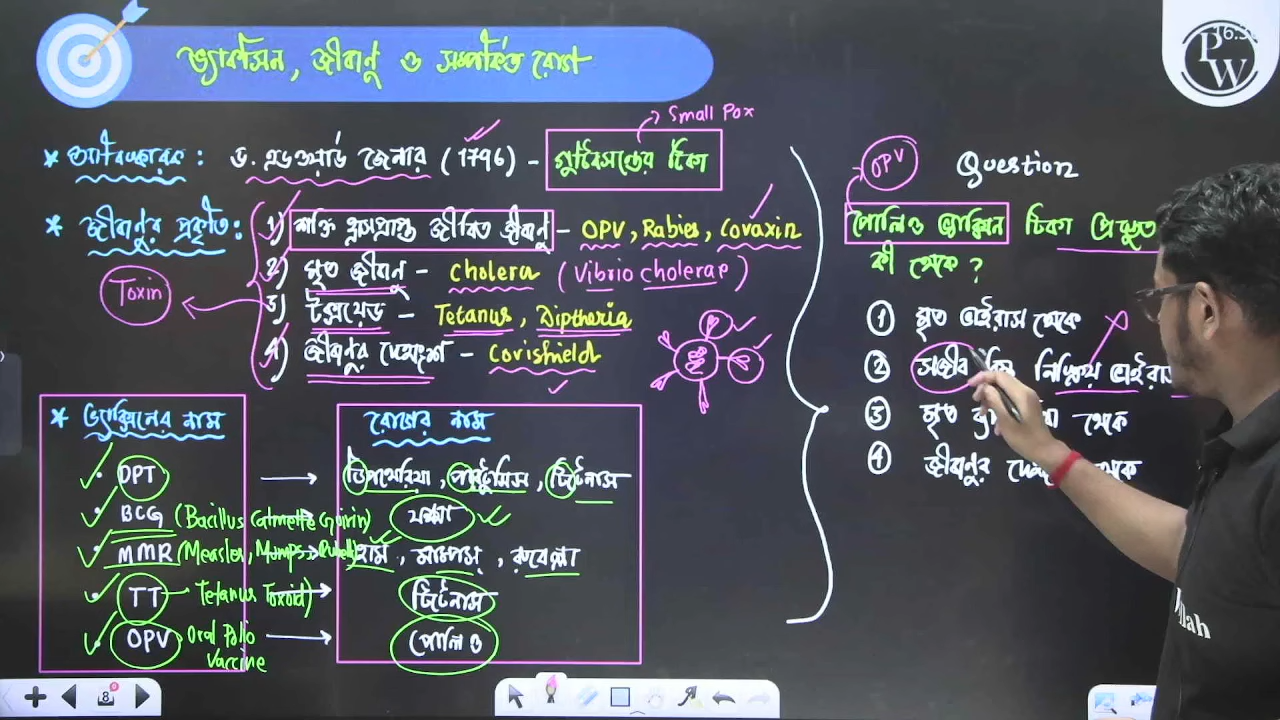 ভ্যাকসিন, জীবাণু ও সম্পর্কিত রোগ
PW
Small Pox
* আবিষ্কারক : ড. এডওয়ার্ড জেনার (1796) - গুটিবসন্তের টিকা
* জীবাণুর প্রকৃতি :
1) শক্তি হ্রাসপ্রাপ্ত জীবিত জীবাণু - OPV, Rabies, Covaxin
2) মৃত জীবাণু - Cholera (Vibrio cholerae)
Toxin
3) টক্সয়েড - Tetanus, Diptheria
4) জীবাণুর দেহাংশ - Covishield
* ভ্যাক্সিনের নাম
রোগের নাম
DPT → ডিপথেরিয়া, পারটুসিস, টিটেনাস
BCG (Bacillus Calmette Guirin) → যক্ষ্মা
MMR (Measles, Mumps, → হাম, মাম্পস্, রুবেল্লা
TT - Tetanus Toxoid) → টিটেনাস
OPV Oral Polio Vaccine → পোলিও
OPV
Question
পোলিও ভ্যাক্সিন টিকা প্রস্তুত
কী থেকে ?
① মৃত ভাইরাস থেকে
② সজীব নিষ্ক্রিয়
③ মৃত থেকে
④ জীবাণুর থেকে
llah
8